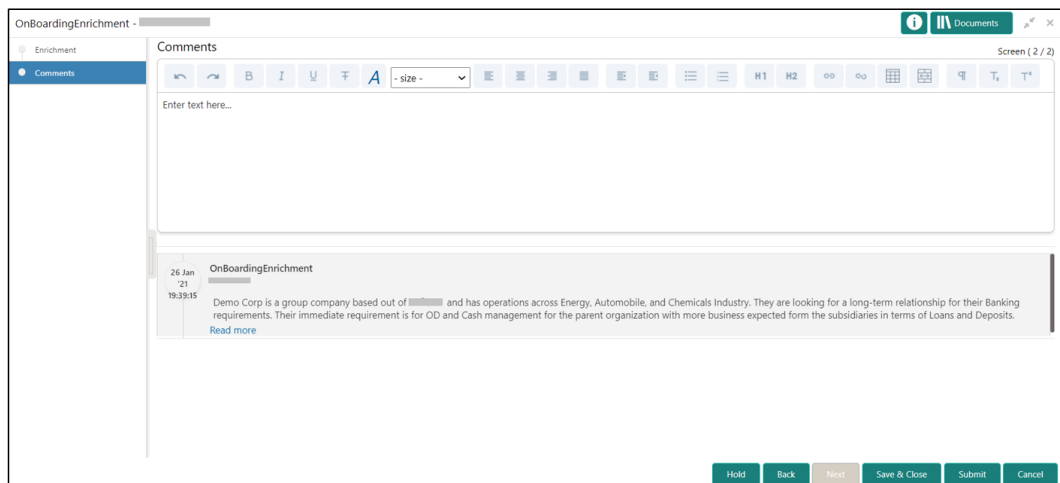 OnBoardingEnrichment -
Documents
Enrichment
Comments
Comments
Screen ( 2 / 2)
B I U T A - size - H1 H2 ¶ T T
Enter text here...
26 Jan '21 19:39:15
OnBoardingEnrichment
Demo Corp is a group company based out of and has operations across Energy, Automobile, and Chemicals Industry. They are looking for a long-term relationship for their Banking
requirements. Their immediate requirement is for OD and Cash management for the parent organization with more business expected form the subsidiaries in terms of Loans and Deposits.
Read more
Hold Back Next Save & Close Submit Cancel